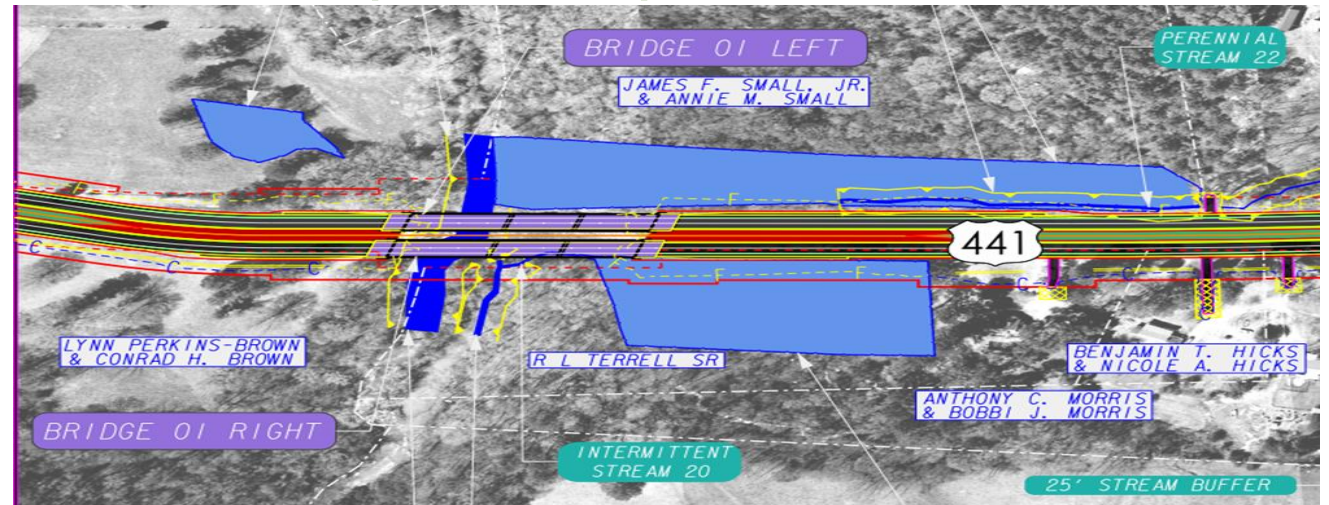 BRIDGE 01 LEFT
PERENNIAL
STREAM 22
JAMES F. SMALL, JR.
& ANNIE M. SMALL
F
F
441
C
C
C
F
F
C
C
LYNN PERKINS-BROWN
& CONRAD H. BROWN
R L TERRELL SR
BENJAMIN T. HICKS
& NICOLE A. HICKS
ANTHONY C. MORRIS
& BOBBI J. MORRIS
BRIDGE 01 RIGHT
INTERMITTENT
STREAM 20
25' STREAM BUFFER